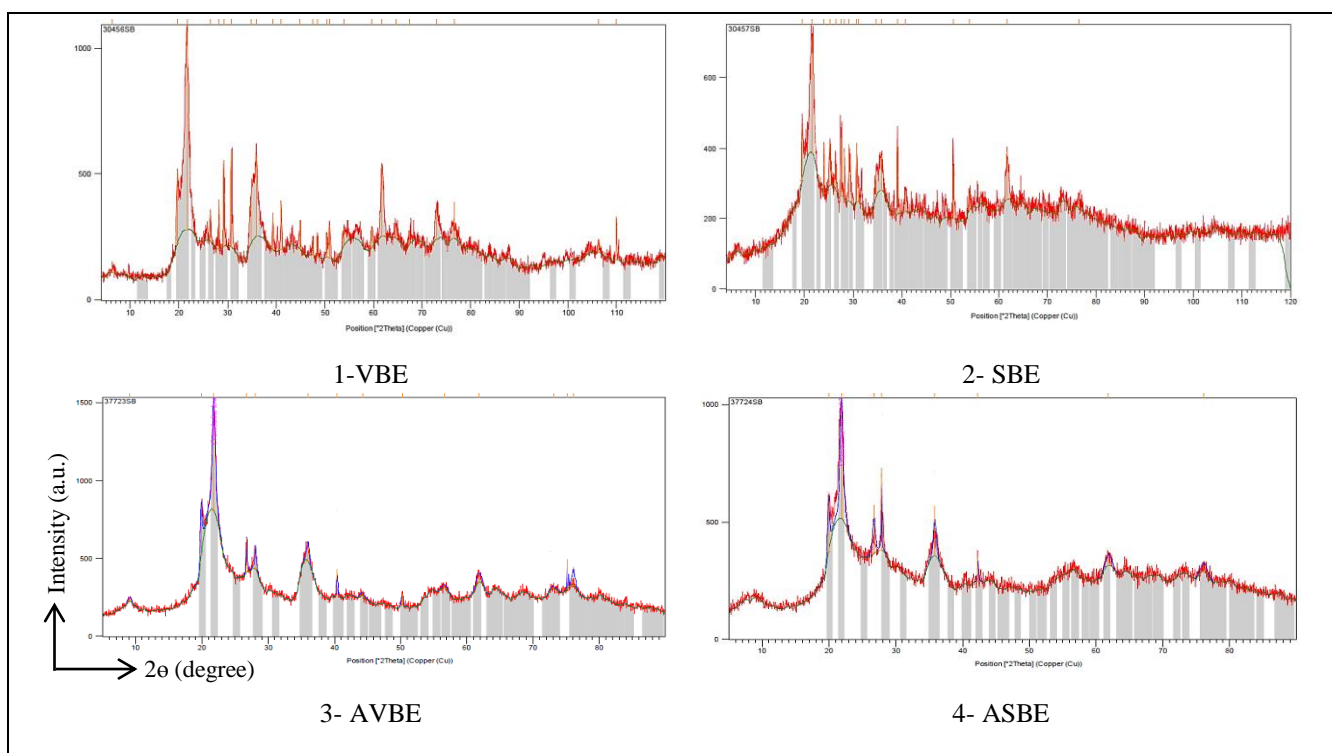 30456SB
1000
500
0
10 20 30 40 50 60 70 80 90 100 110
Position [°2Theta] (Copper (Cu))
1-VBE
30457SB
600
400
200
0
10 20 30 40 50 60 70 80 90 100 110 120
Position [°2Theta] (Copper (Cu))
2- SBE
37723SB
1500
1000
500
0
10 20 30 40 50 60 70 80
Position [°2Theta] (Copper (Cu))
Intensity (a.u.)
2ɵ (degree)
3- AVBE
37724SB
1000
500
0
10 20 30 40 50 60 70 80
Position [°2Theta] (Copper (Cu))
4- ASBE